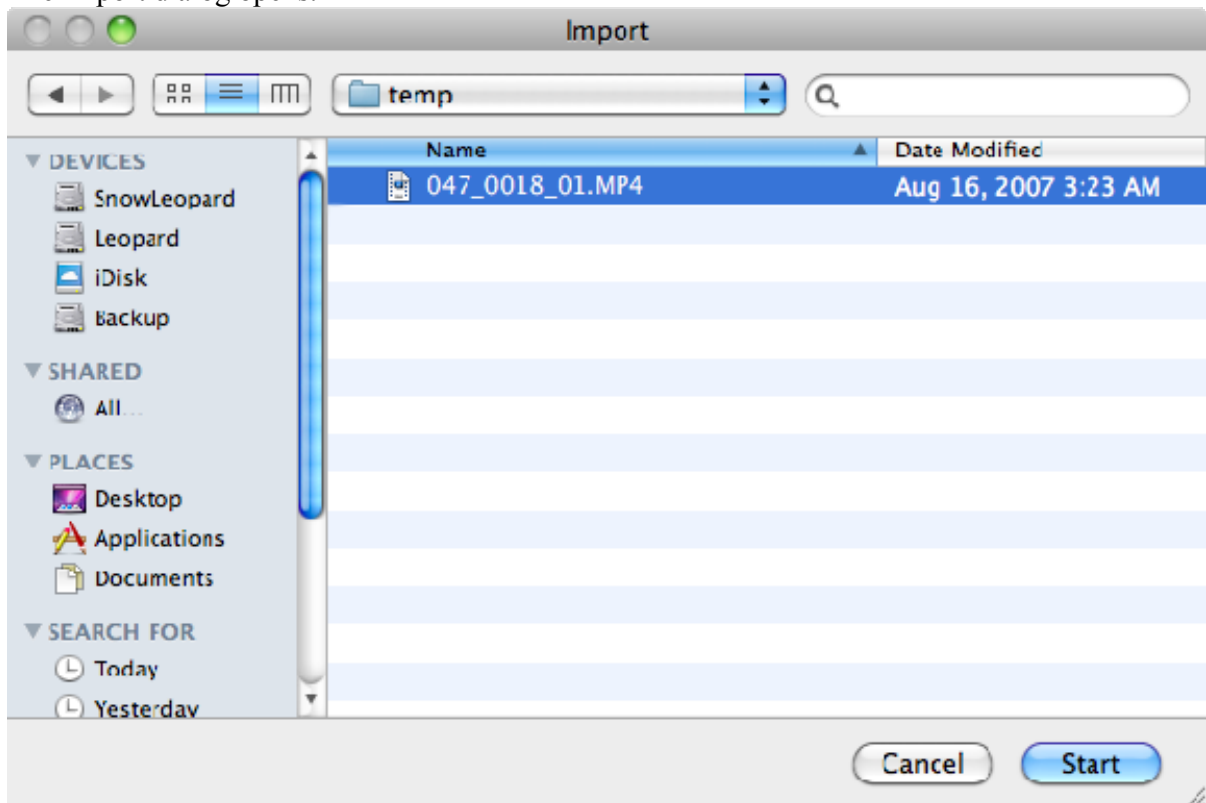 Import
temp
DEVICES
SnowLeopard
Leopard
iDisk
Backup
SHARED
All...
PLACES
Desktop
Applications
Documents
SEARCH FOR
Today
Yesterday
Name
Date Modified
047_0018_01.MP4
Aug 16, 2007 3:23 AM
Cancel
Start